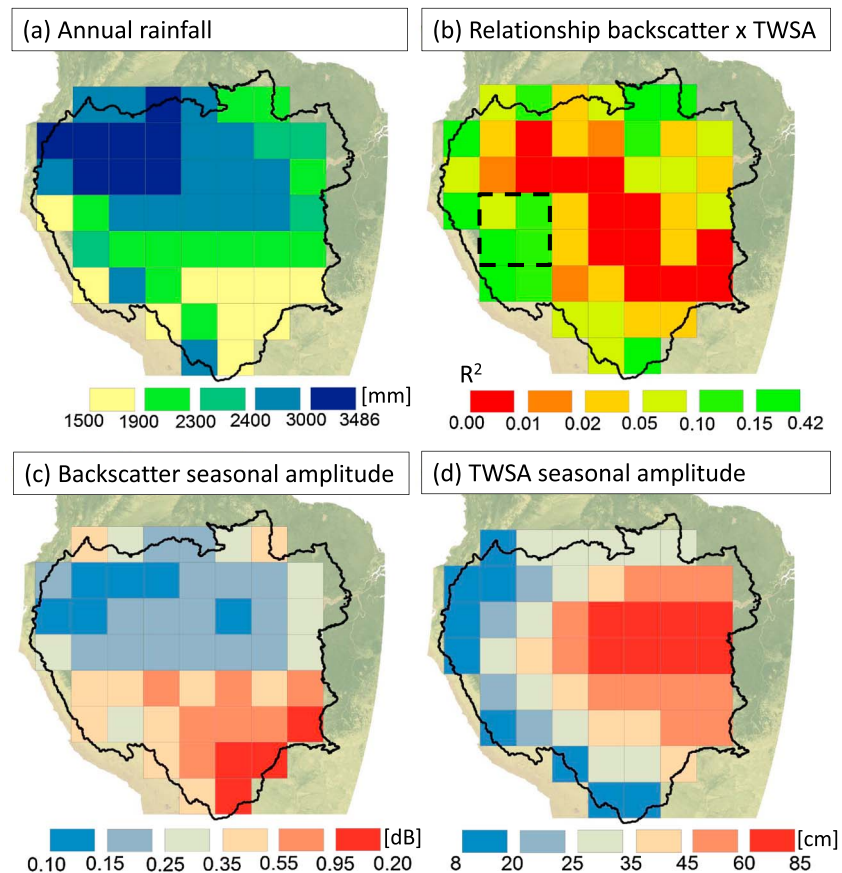 (a) Annual rainfall
(b) Relationship backscatter x TWSA
[mm]
1500 1900 2300 2400 3000 3486
R²
0.00 0.01 0.02 0.05 0.10 0.15 0.42
(c) Backscatter seasonal amplitude
(d) TWSA seasonal amplitude
[dB]
0.10 0.15 0.25 0.35 0.55 0.95 0.20
[cm]
8 20 25 35 45 60 85